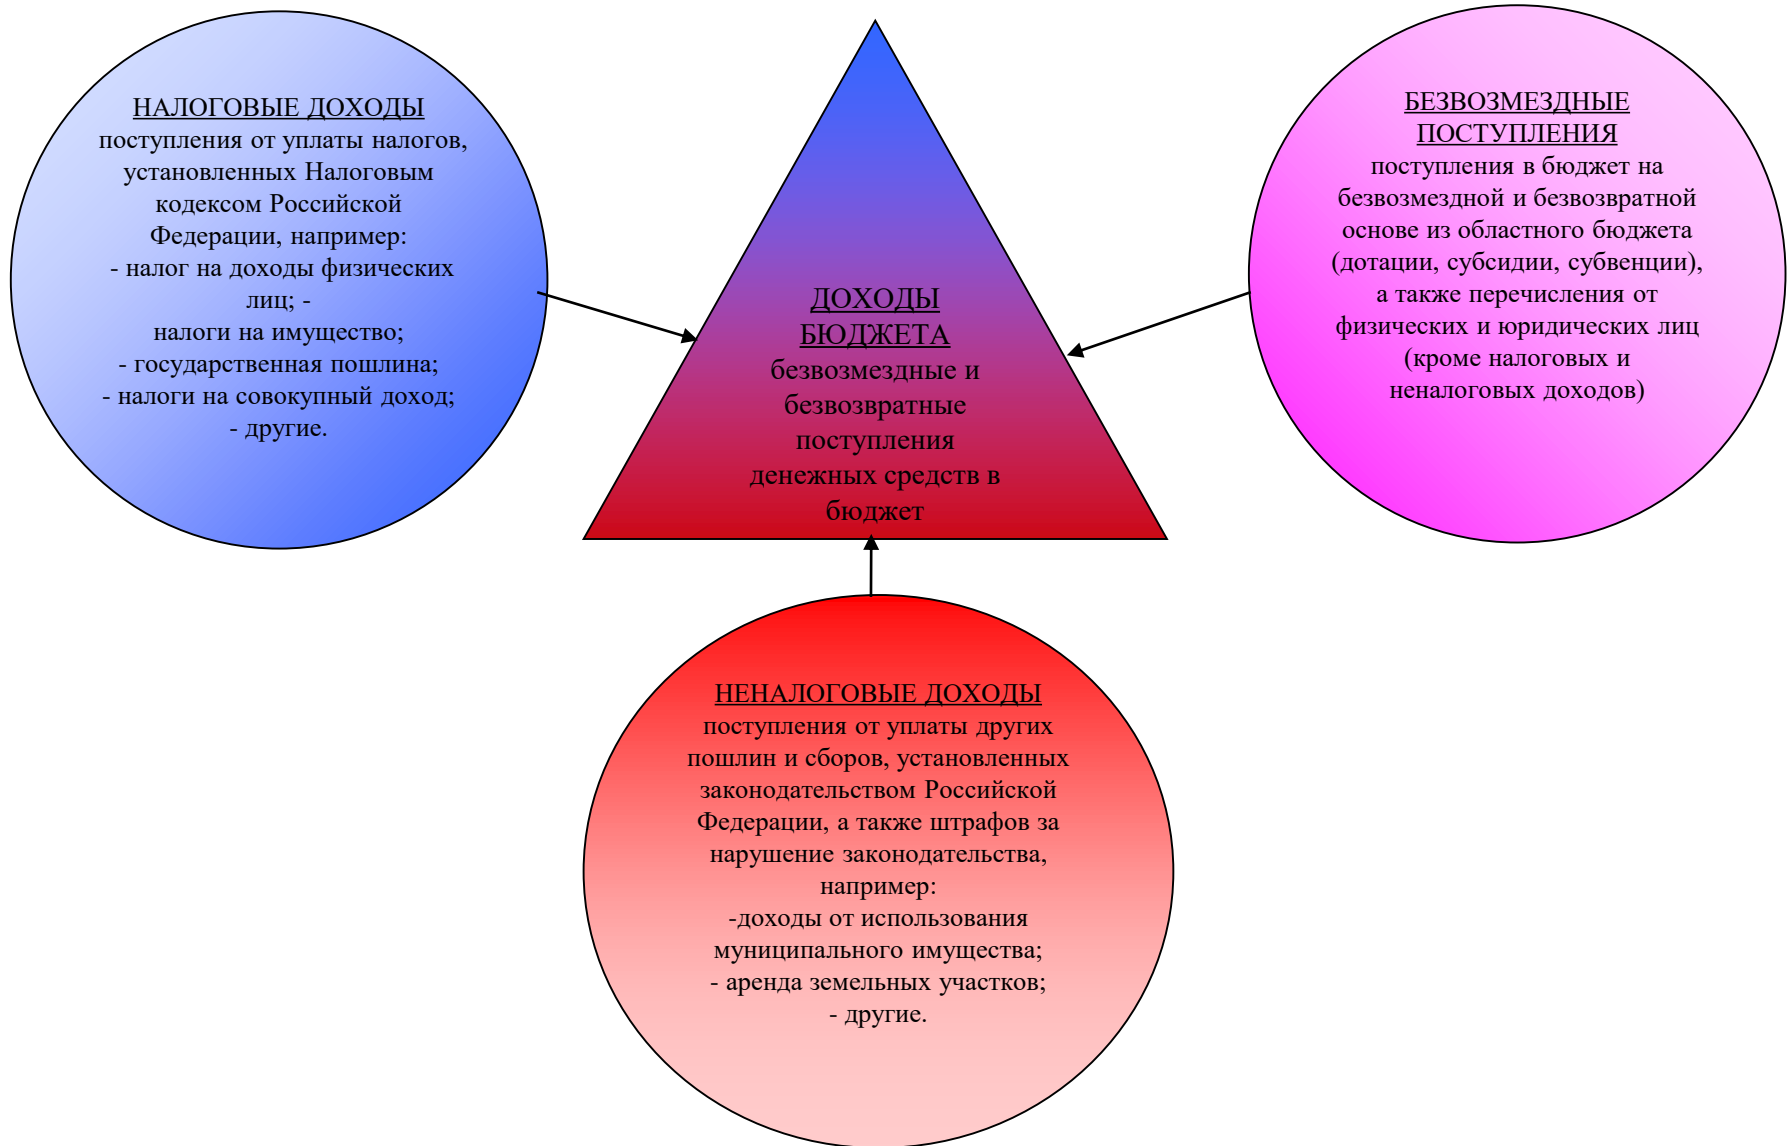 НАЛОГОВЫЕ ДОХОДЫ
поступления от уплаты налогов,
установленных Налоговым
кодексом Российской
Федерации, например:
- налог на доходы физических
лиц; -
налоги на имущество;
- государственная пошлина;
- налоги на совокупный доход;
- другие.
ДОХОДЫ
БЮДЖЕТА
безвозмездные и
безвозвратные
поступления
денежных средств в
бюджет
БЕЗВОЗМЕЗДНЫЕ
ПОСТУПЛЕНИЯ
поступления в бюджет на
безвозмездной и безвозвратной
основе из областного бюджета
(дотации, субсидии, субвенции),
а также перечисления от
физических и юридических лиц
(кроме налоговых и
неналоговых доходов)
НЕНАЛОГОВЫЕ ДОХОДЫ
поступления от уплаты других
пошлин и сборов, установленных
законодательством Российской
Федерации, а также штрафов за
нарушение законодательства,
например:
-доходы от использования
муниципального имущества;
- аренда земельных участков;
- другие.